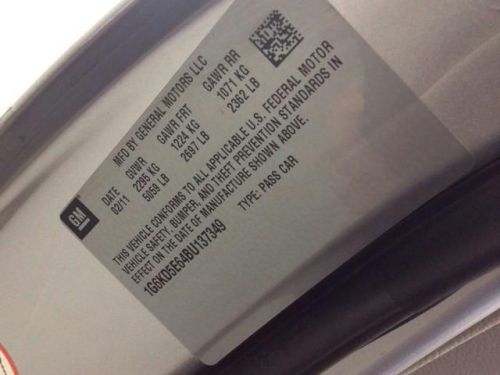 GM
MFD BY GENERAL MOTORS LLC
DATE GVWR GAWR FRT GAWR RR
02/11 2295 KG 1224 KG 1071 KG
5059 LB 2697 LB 2362 LB
THIS VEHICLE CONFORMS TO ALL APPLICABLE U.S. FEDERAL MOTOR
VEHICLE SAFETY, BUMPER, AND THEFT PREVENTION STANDARDS IN
EFFECT ON THE DATE OF MANUFACTURE SHOWN ABOVE.
1G6KD5E64BU137349 TYPE: PASS CAR